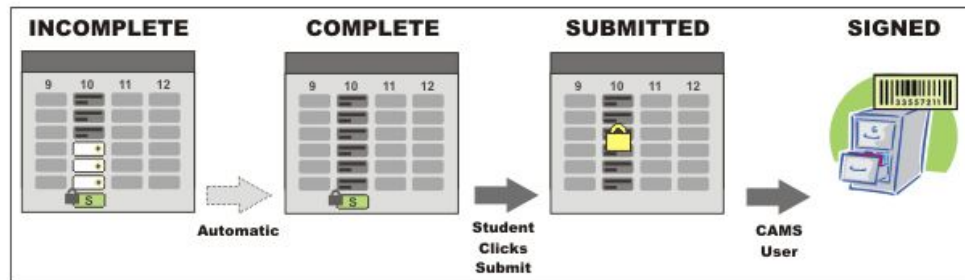 INCOMPLETE
COMPLETE
SUBMITTED
SIGNED
9 10 11 12
9 10 11 12
9 10 11 12
33557211
S
S
Automatic
Student
Clicks
Submit
CAMS
User